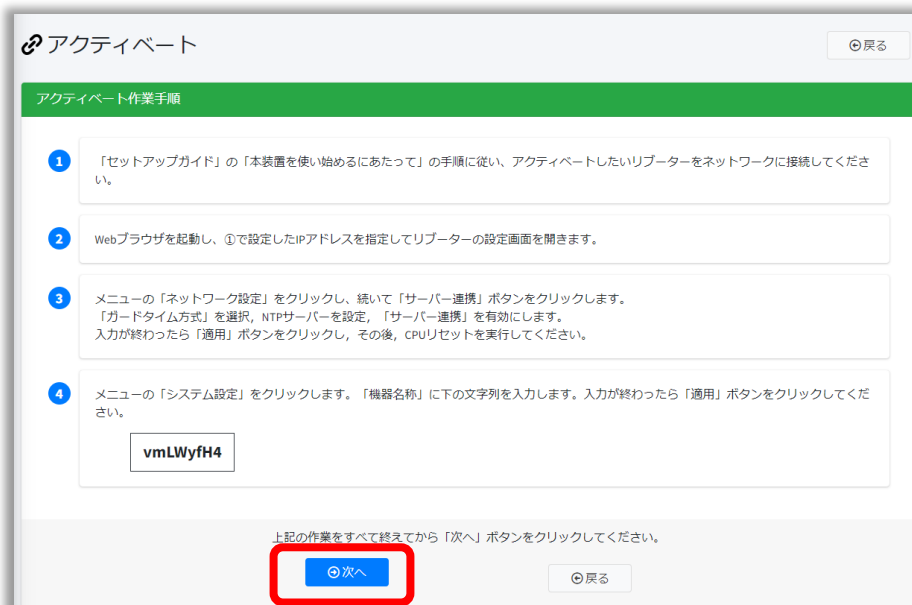 アクティベート
戻る
アクティベート作業手順
1
「セットアップガイド」の「本装置を使い始めるにあたって」の手順に従い、アクティベートしたいリブーターをネットワークに接続してくださ
い。
2
Webブラウザを起動し、①で設定したIPアドレスを指定してリブーターの設定画面を開きます。
3
メニューの「ネットワーク設定」をクリックし、続いて「サーバー連携」ボタンをクリックします。
「ガードタイム方式」を選択，NTPサーバーを設定，「サーバー連携」を有効にします。
入力が終わったら「適用」ボタンをクリックし，その後，CPUリセットを実行してください。
4
メニューの「システム設定」をクリックします。「機器名称」に下の文字列を入力します。入力が終わったら「適用」ボタンをクリックしてくだ
さい。
vmLWyfH4
上記の作業をすべて終えてから「次へ」ボタンをクリックしてください。
次へ
戻る